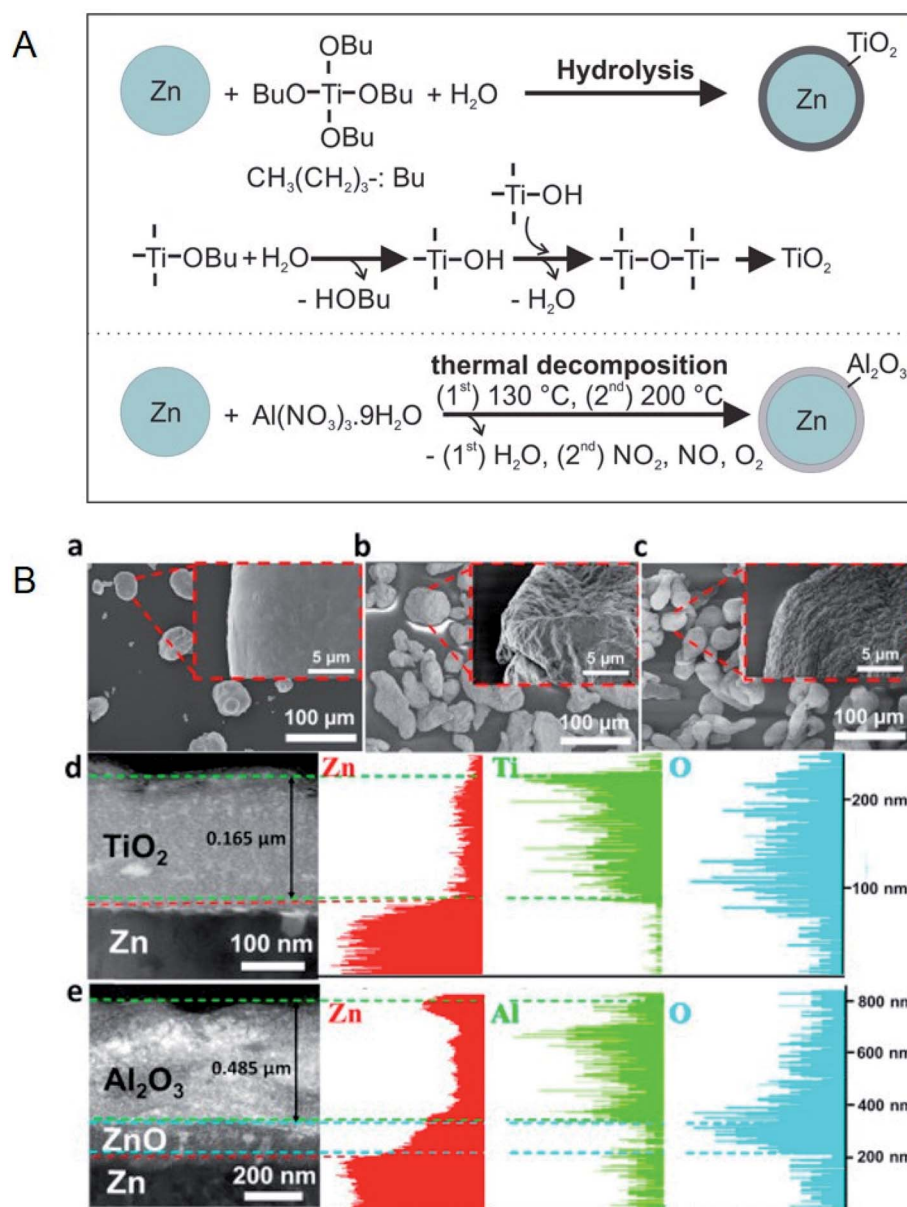 A
Zn + BuO-Ti-OBu + H₂O Hydrolysis Zn TiO₂
OBu
OBu
CH₃(CH₂)₃-: Bu
-Ti-OH
-Ti-OBu + H₂O -Ti-OH -Ti-O-Ti- TiO₂
- HOBu - H₂O
thermal decomposition Al₂O₃
(1st) 130 °C, (2nd) 200 °C
Zn + Al(NO₃)₃.9H₂O Zn
- (1st) H₂O, (2nd) NO₂, NO, O₂
B
a b c
5 µm 5 µm 5 µm
100 µm 100 µm 100 µm
d Zn Ti O
TiO₂ 0.165 µm 200 nm
100 nm
Zn 100 nm
e Zn Al O 800 nm
Al₂O₃ 0.485 µm 600 nm
400 nm
ZnO
Zn 200 nm 200 nm